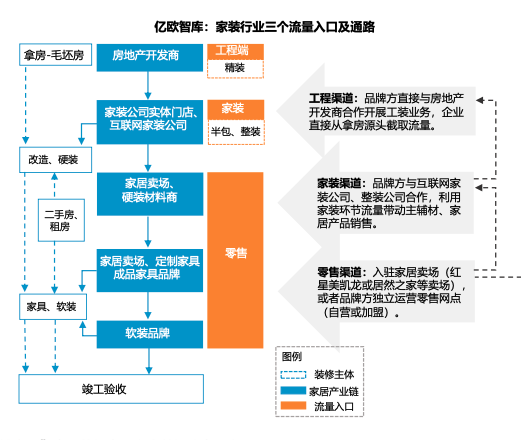 亿欧智库：家装行业三个流量入口及通路
拿房-毛坯房
房地产开发商
工程端
精装
家装公司实体门店、
互联网家装公司
家装
半包、整装
工程渠道：品牌方直接与房地产
开发商合作开展工装业务，企业
直接从拿房源头截取流量。
改造、硬装
家居卖场、
硬装材料商
家装渠道：品牌方与互联网家
装公司、整装公司合作，利用
家装环节流量带动主辅材、家
居产品销售。
二手房、
租房
零售
家居卖场、定制家具
成品家具品牌
零售渠道：入驻家居卖场（红
星美凯龙或居然之家等卖场），
或者品牌方独立运营零售网点
（自营或加盟）。
家具、软装
软装品牌
竣工验收
图例
装修主体
家居产业链
流量入口